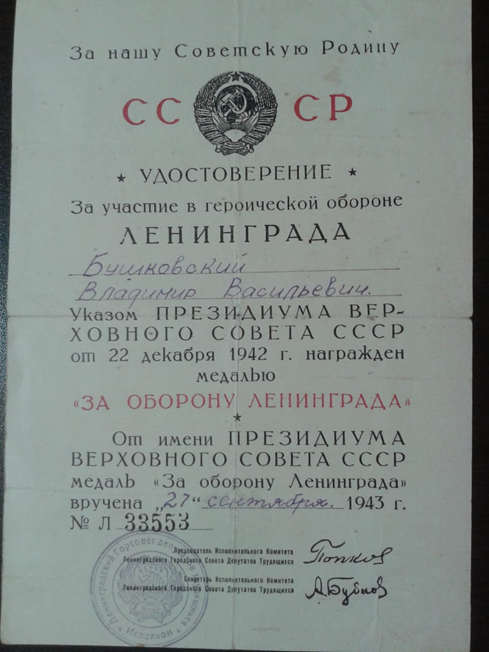 За нашу Советскую Родину
СССР
★ УДОСТОВЕРЕНИЕ ★
За участие в героической обороне
ЛЕНИНГРАДА
Бушковский
Владимир Васильевич.
Указом ПРЕЗИДИУМА ВЕР-
ХОВНОГО СОВЕТА СССР
от 22 декабря 1942 г. награжден
медалью
«ЗА ОБОРОНУ ЛЕНИНГРАДА»
★
От имени ПРЕЗИДИУМА
ВЕРХОВНОГО СОВЕТА СССР
медаль «За оборону Ленинграда»
вручена „27“ сентября. 1943 г.
№ Л 33553
Председатель Исполнительного Комитета
Ленинградского Городского Совета Депутатов Трудящихся
Попков
Секретарь Исполнительного Комитета
Ленинградского Городского Совета Депутатов Трудящихся
А.Бубнов
Ленинградский Горсовет